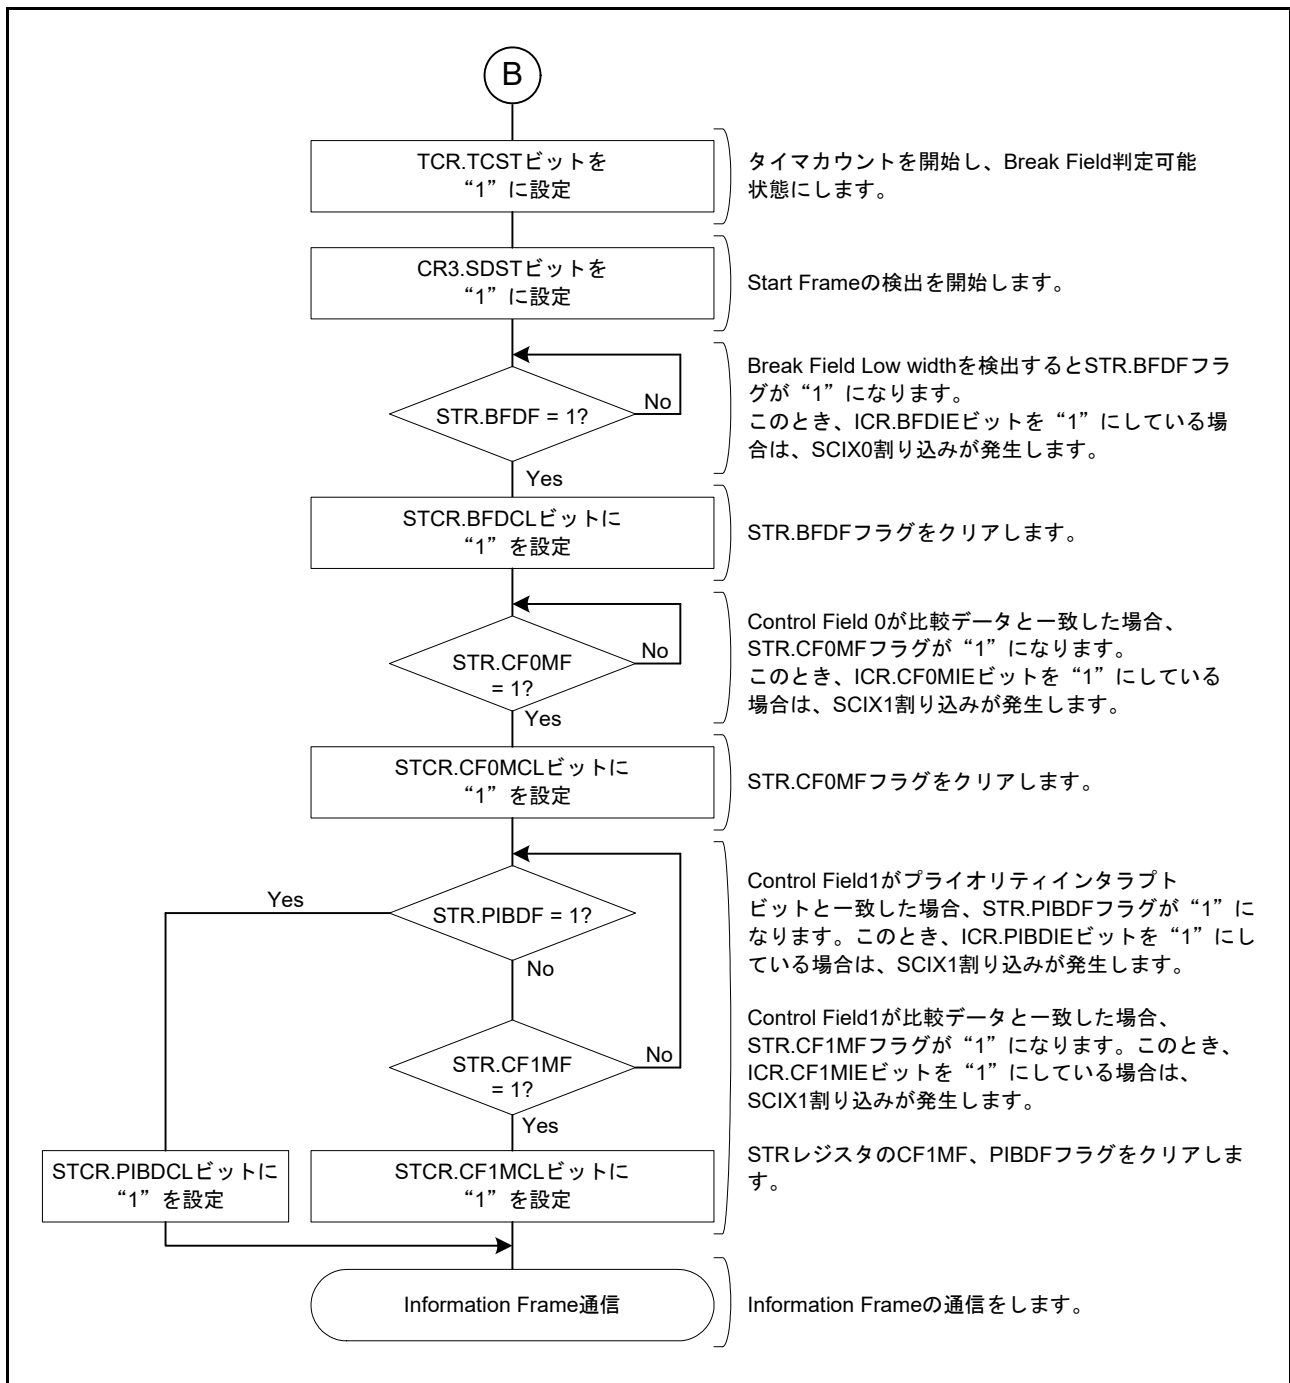 B
TCR.TCSTビットを
“1”に設定
タイマカウントを開始し、Break Field判定可能
状態にします。
CR3.SDSTビットを
“1”に設定
Start Frameの検出を開始します。
STR.BFDF = 1?
No
Yes
Break Field Low widthを検出するとSTR.BFDFフラ
グが“1”になります。
このとき、ICR.BFDIEビットを“1”にしている場
合は、SCIX0割り込みが発生します。
STCR.BFDCLビットに
“1”を設定
STR.BFDFフラグをクリアします。
STR.CF0MF
= 1?
No
Yes
Control Field 0が比較データと一致した場合、
STR.CF0MFフラグが“1”になります。
このとき、ICR.CF0MIEビットを“1”にしている
場合は、SCIX1割り込みが発生します。
STCR.CF0MCLビットに
“1”を設定
STR.CF0MFフラグをクリアします。
Yes
STR.PIBDF = 1?
No
Control Field1がプライオリティインタラプト
ビットと一致した場合、STR.PIBDFフラグが“1”に
なります。このとき、ICR.PIBDIEビットを“1”にし
ている場合は、SCIX1割り込みが発生します。
STR.CF1MF
= 1?
No
Yes
Control Field1が比較データと一致した場合、
STR.CF1MFフラグが“1”になります。このとき、
ICR.CF1MIEビットを“1”にしている場合は、
SCIX1割り込みが発生します。
STCR.PIBDCLビットに
“1”を設定
STCR.CF1MCLビットに
“1”を設定
STRレジスタのCF1MF、PIBDFフラグをクリアしま
す。
Information Frame通信
Information Frameの通信をします。